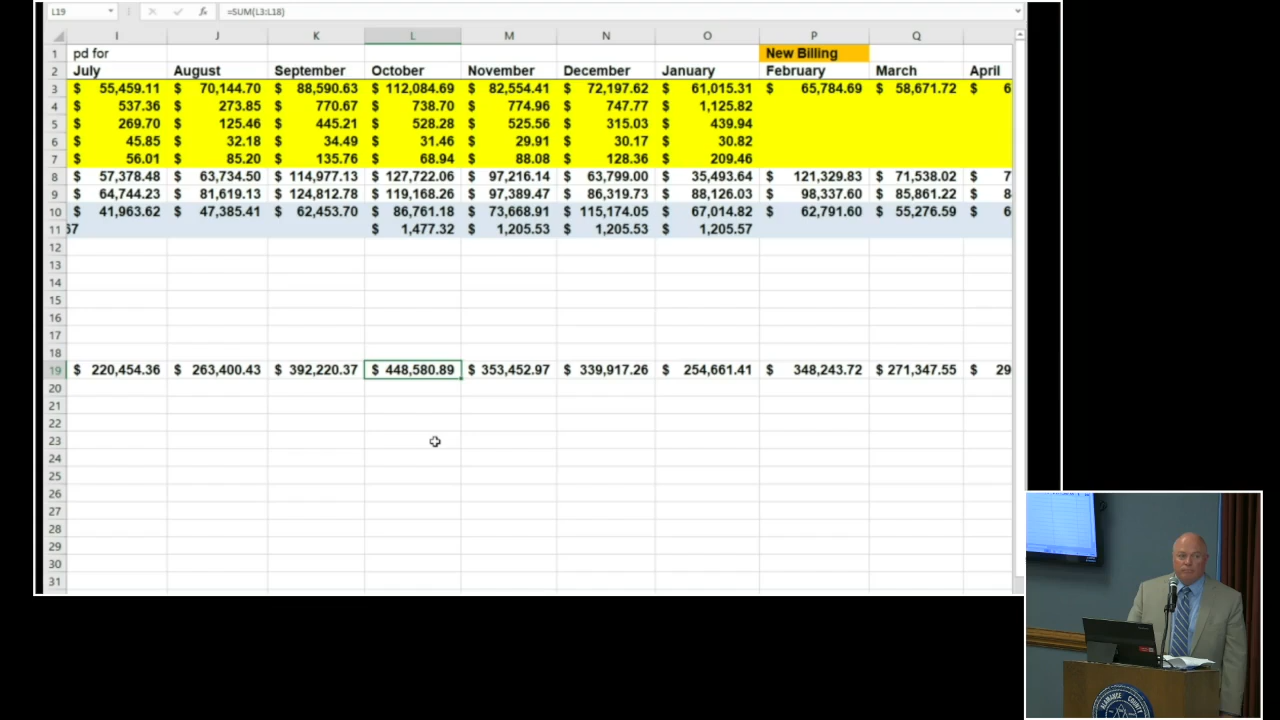 L19 fx =SUM(L3:L18)
I J K L M N O P Q
1 pd for New Billing
2 July August September October November December January February March April
3 $ 55,459.11 $ 70,144.70 $ 88,590.63 $ 112,084.69 $ 82,554.41 $ 72,197.62 $ 61,015.31 $ 65,784.69 $ 58,671.72 $ 6
4 $ 537.36 $ 273.85 $ 770.67 $ 738.70 $ 774.96 $ 747.77 $ 1,125.82
5 $ 269.70 $ 125.46 $ 445.21 $ 528.28 $ 525.56 $ 315.03 $ 439.94
6 $ 45.85 $ 32.18 $ 34.49 $ 31.46 $ 29.91 $ 30.17 $ 30.82
7 $ 56.01 $ 85.20 $ 135.76 $ 68.94 $ 88.08 $ 128.36 $ 209.46
8 $ 57,378.48 $ 63,734.50 $ 114,977.13 $ 127,722.06 $ 97,216.14 $ 63,799.00 $ 35,493.64 $ 121,329.83 $ 71,538.02 $ 7
9 $ 64,744.23 $ 81,619.13 $ 124,812.78 $ 119,168.26 $ 97,389.47 $ 86,319.73 $ 88,126.03 $ 98,337.60 $ 85,861.22 $ 8
10 $ 41,963.62 $ 47,385.41 $ 62,453.70 $ 86,761.18 $ 73,668.91 $ 115,174.05 $ 67,014.82 $ 62,791.60 $ 55,276.59 $ 6
11 57 $ 1,477.32 $ 1,205.53 $ 1,205.53 $ 1,205.57
12
13
14
15
16
17
18
19 $ 220,454.36 $ 263,400.43 $ 392,220.37 $ 448,580.89 $ 353,452.97 $ 339,917.26 $ 254,661.41 $ 348,243.72 $ 271,347.55 $ 29
20
21
22
23
24
25
26
27
28
29
30
31
ALAMANCE COUNTY